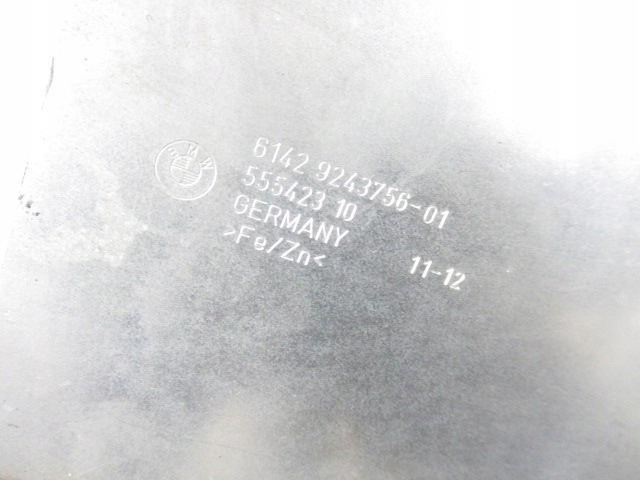 BMW
6142 9243756-01
555423 10
GERMANY
>Fe/Zn<
11-12